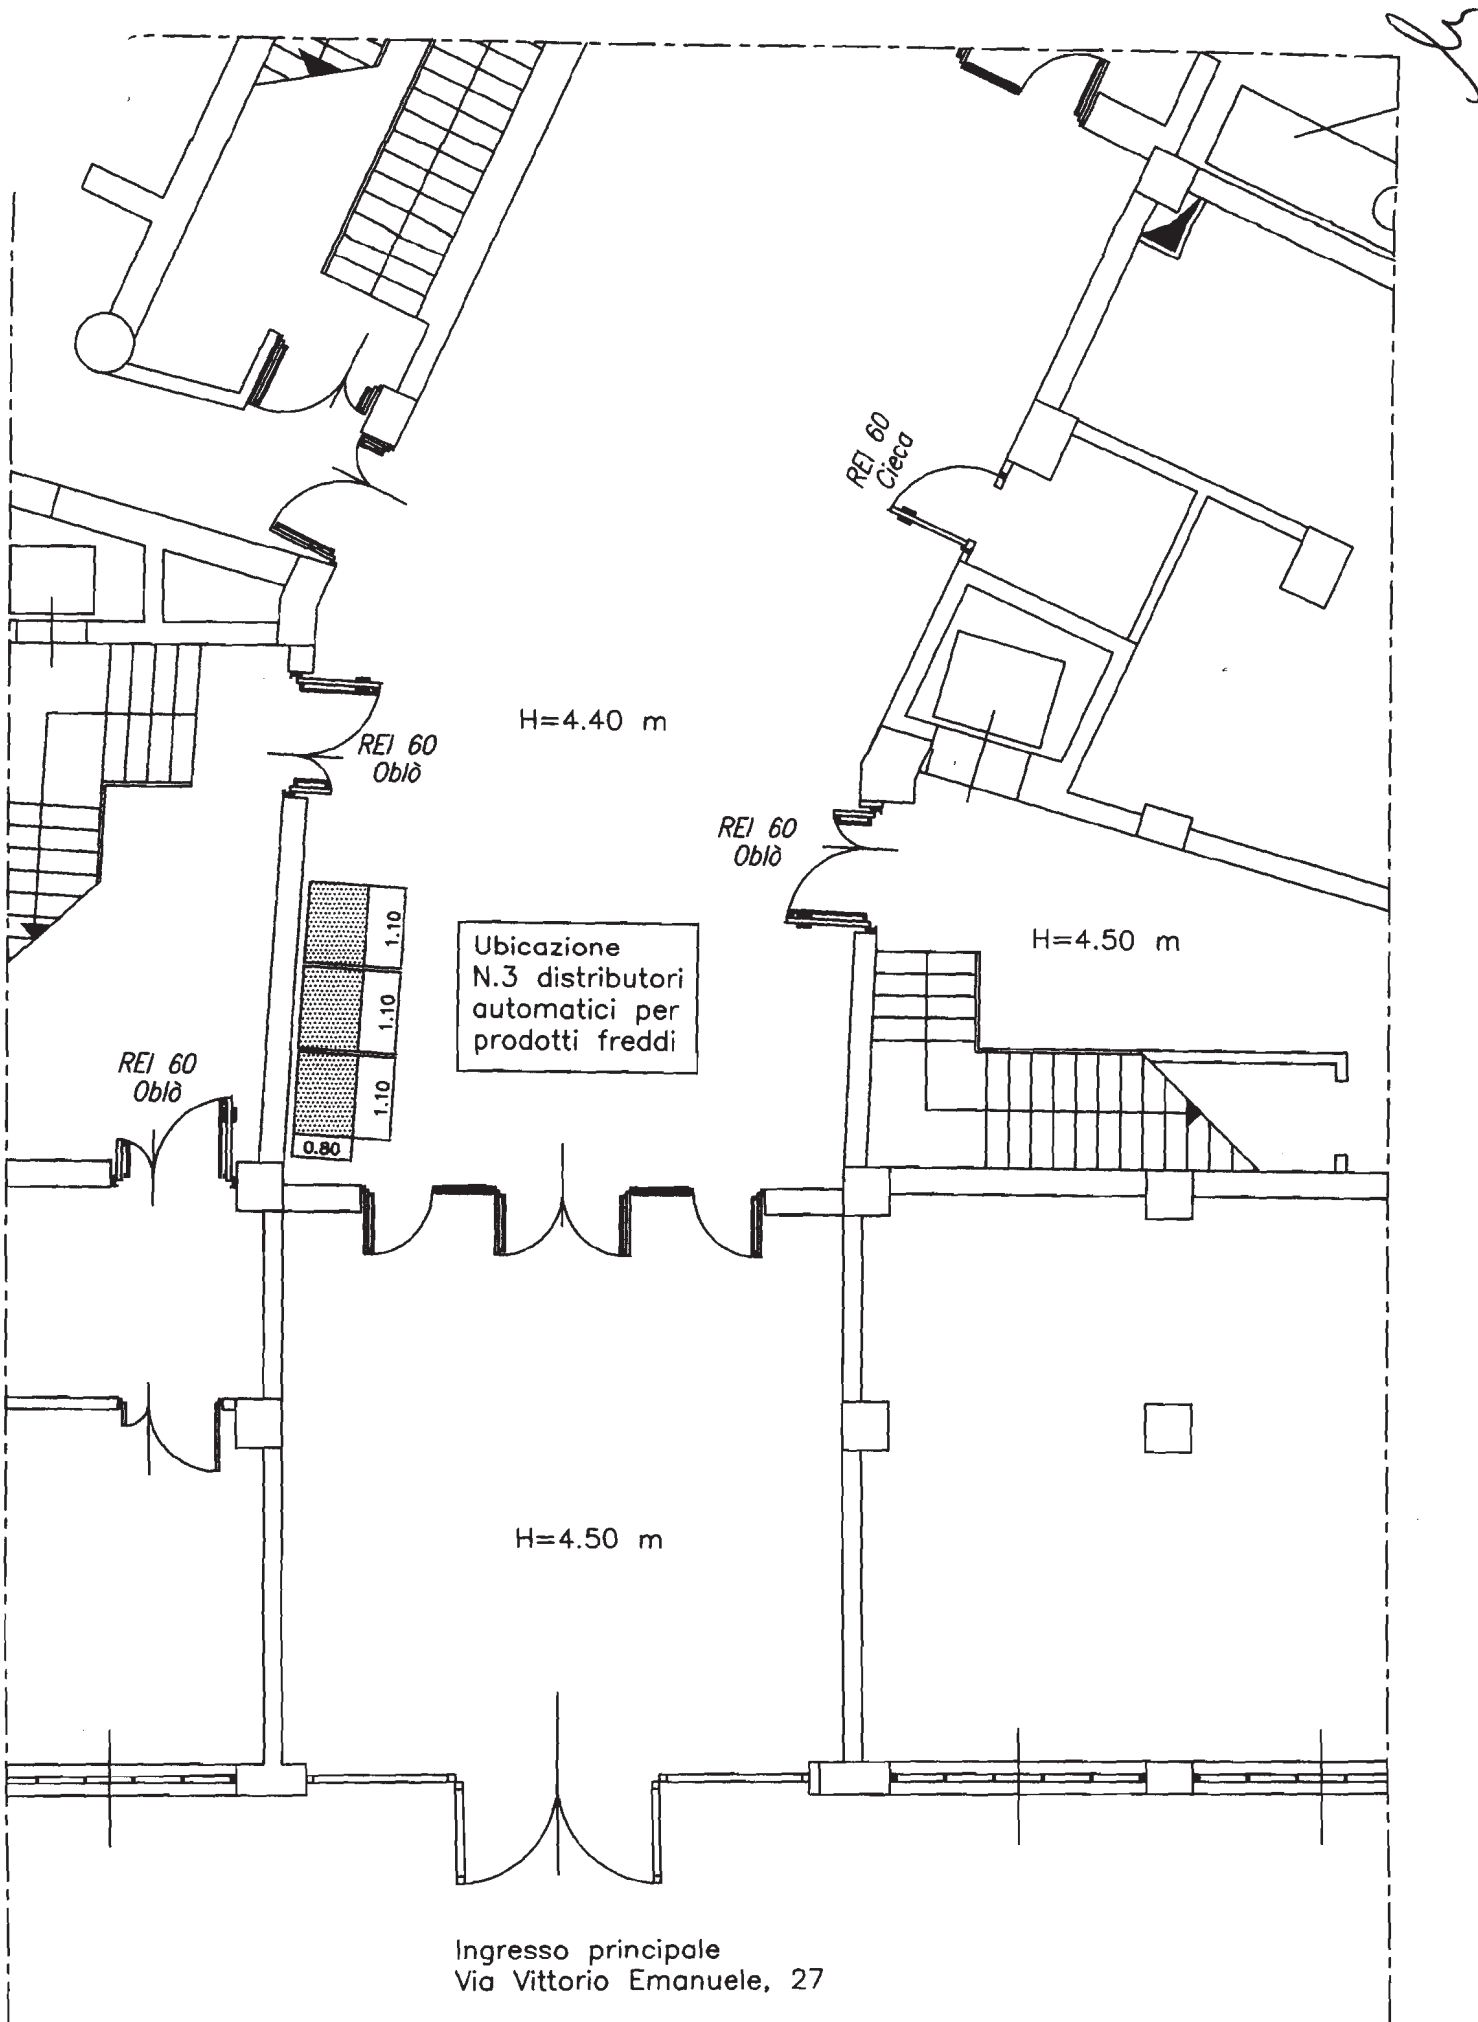 REI 60
Cieca
H=4.40 m
REI 60
Oblò
REI 60
Oblò
1.10
1.10
1.10
0.80
Ubicazione
N.3 distributori
automatici per
prodotti freddi
H=4.50 m
REI 60
Oblò
H=4.50 m
Ingresso principale
Via Vittorio Emanuele, 27